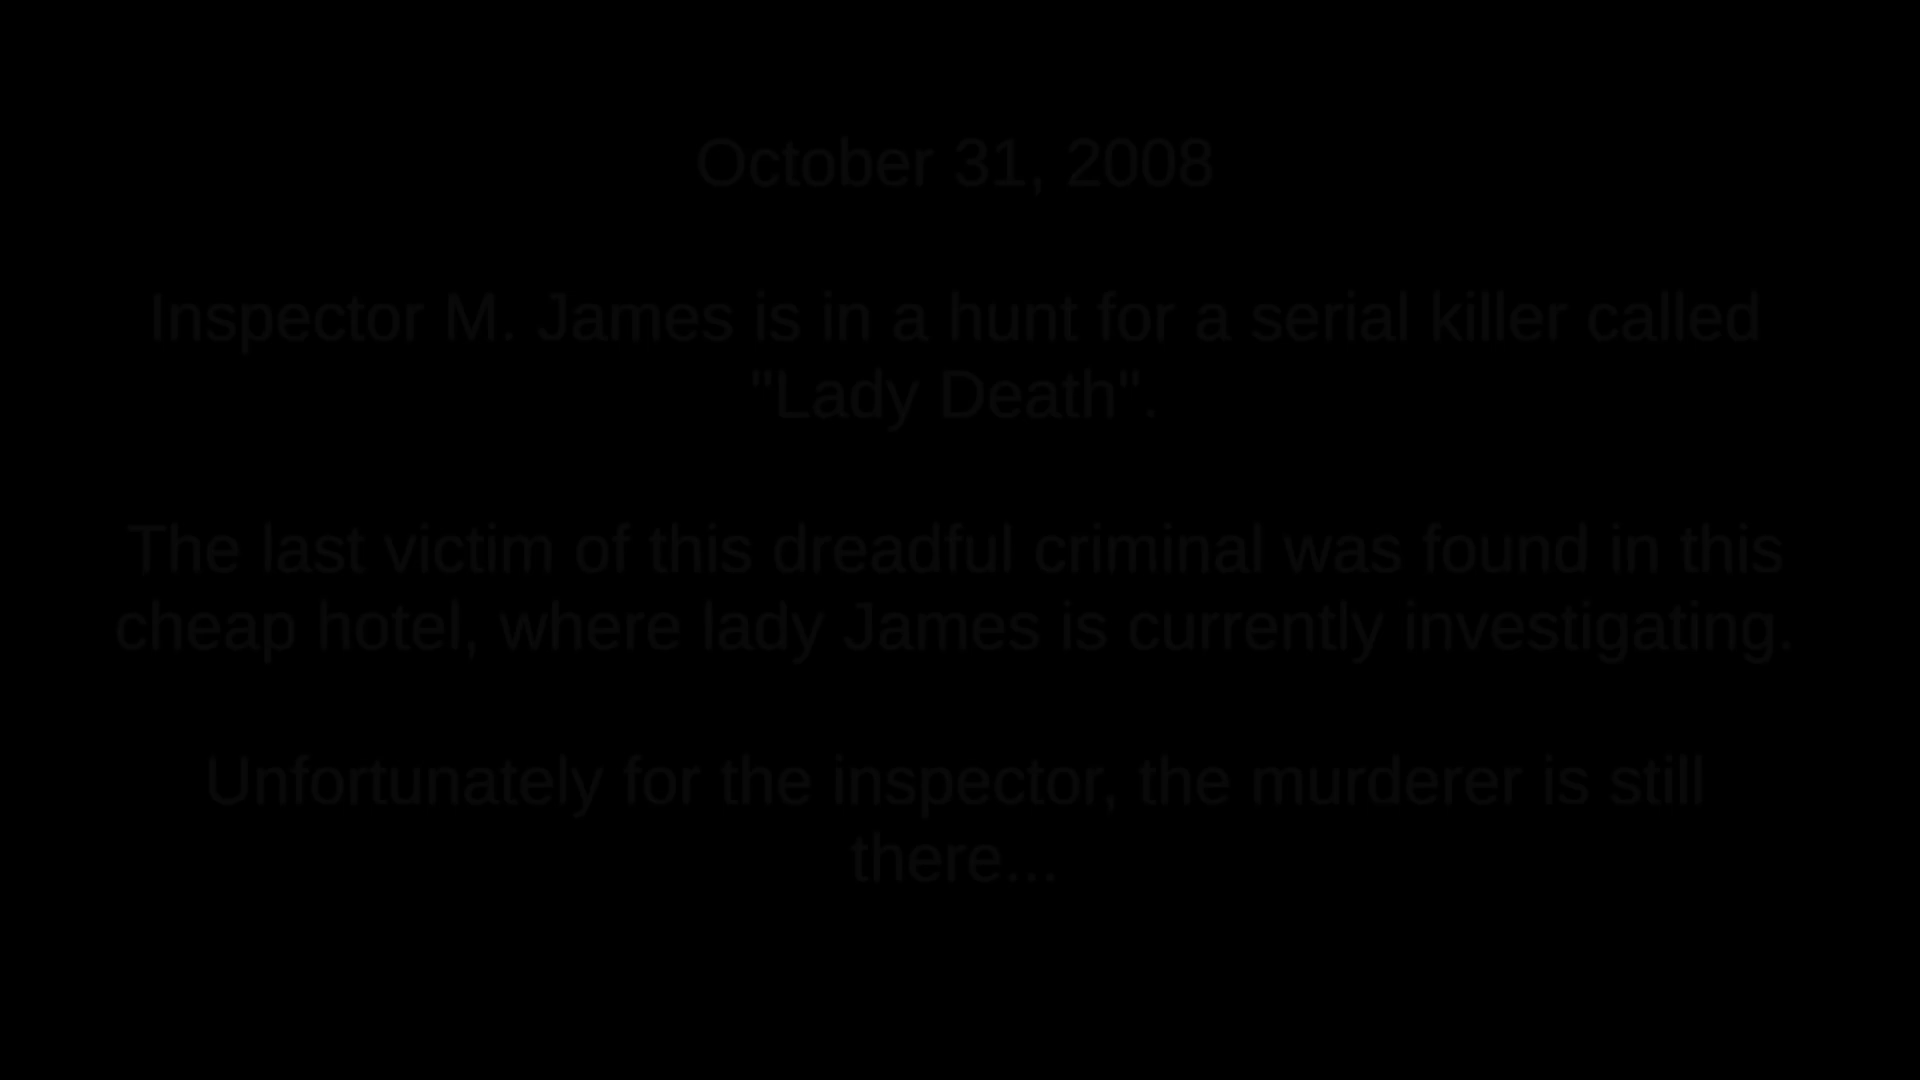 October 31, 2008
Inspector M. James is in a hunt for a serial killer called
"Lady Death".
The last victim of this dreadful criminal was found in this
cheap hotel, where lady James is currently investigating.
Unfortunately for the inspector, the murderer is still
there...